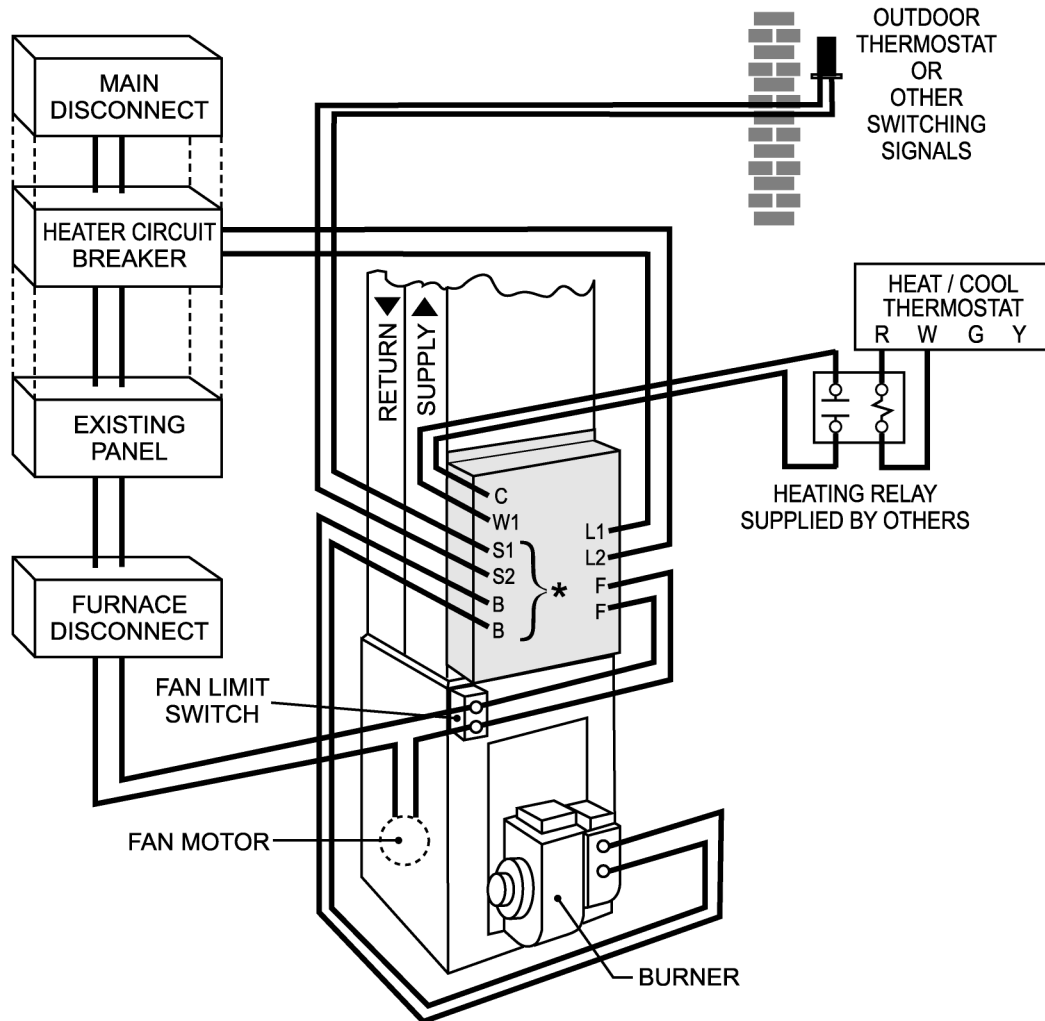 OUTDOOR
THERMOSTAT
OR
OTHER
SWITCHING
SIGNALS
MAIN
DISCONNECT
HEATER CIRCUIT
BREAKER
EXISTING
PANEL
FURNACE
DISCONNECT
RETURN
SUPPLY
HEAT / COOL
THERMOSTAT
R W G Y
HEATING RELAY
SUPPLIED BY OTHERS
C
W1
S1
S2
B
B
*
L1
L2
F
F
FAN LIMIT
SWITCH
FAN MOTOR
BURNER